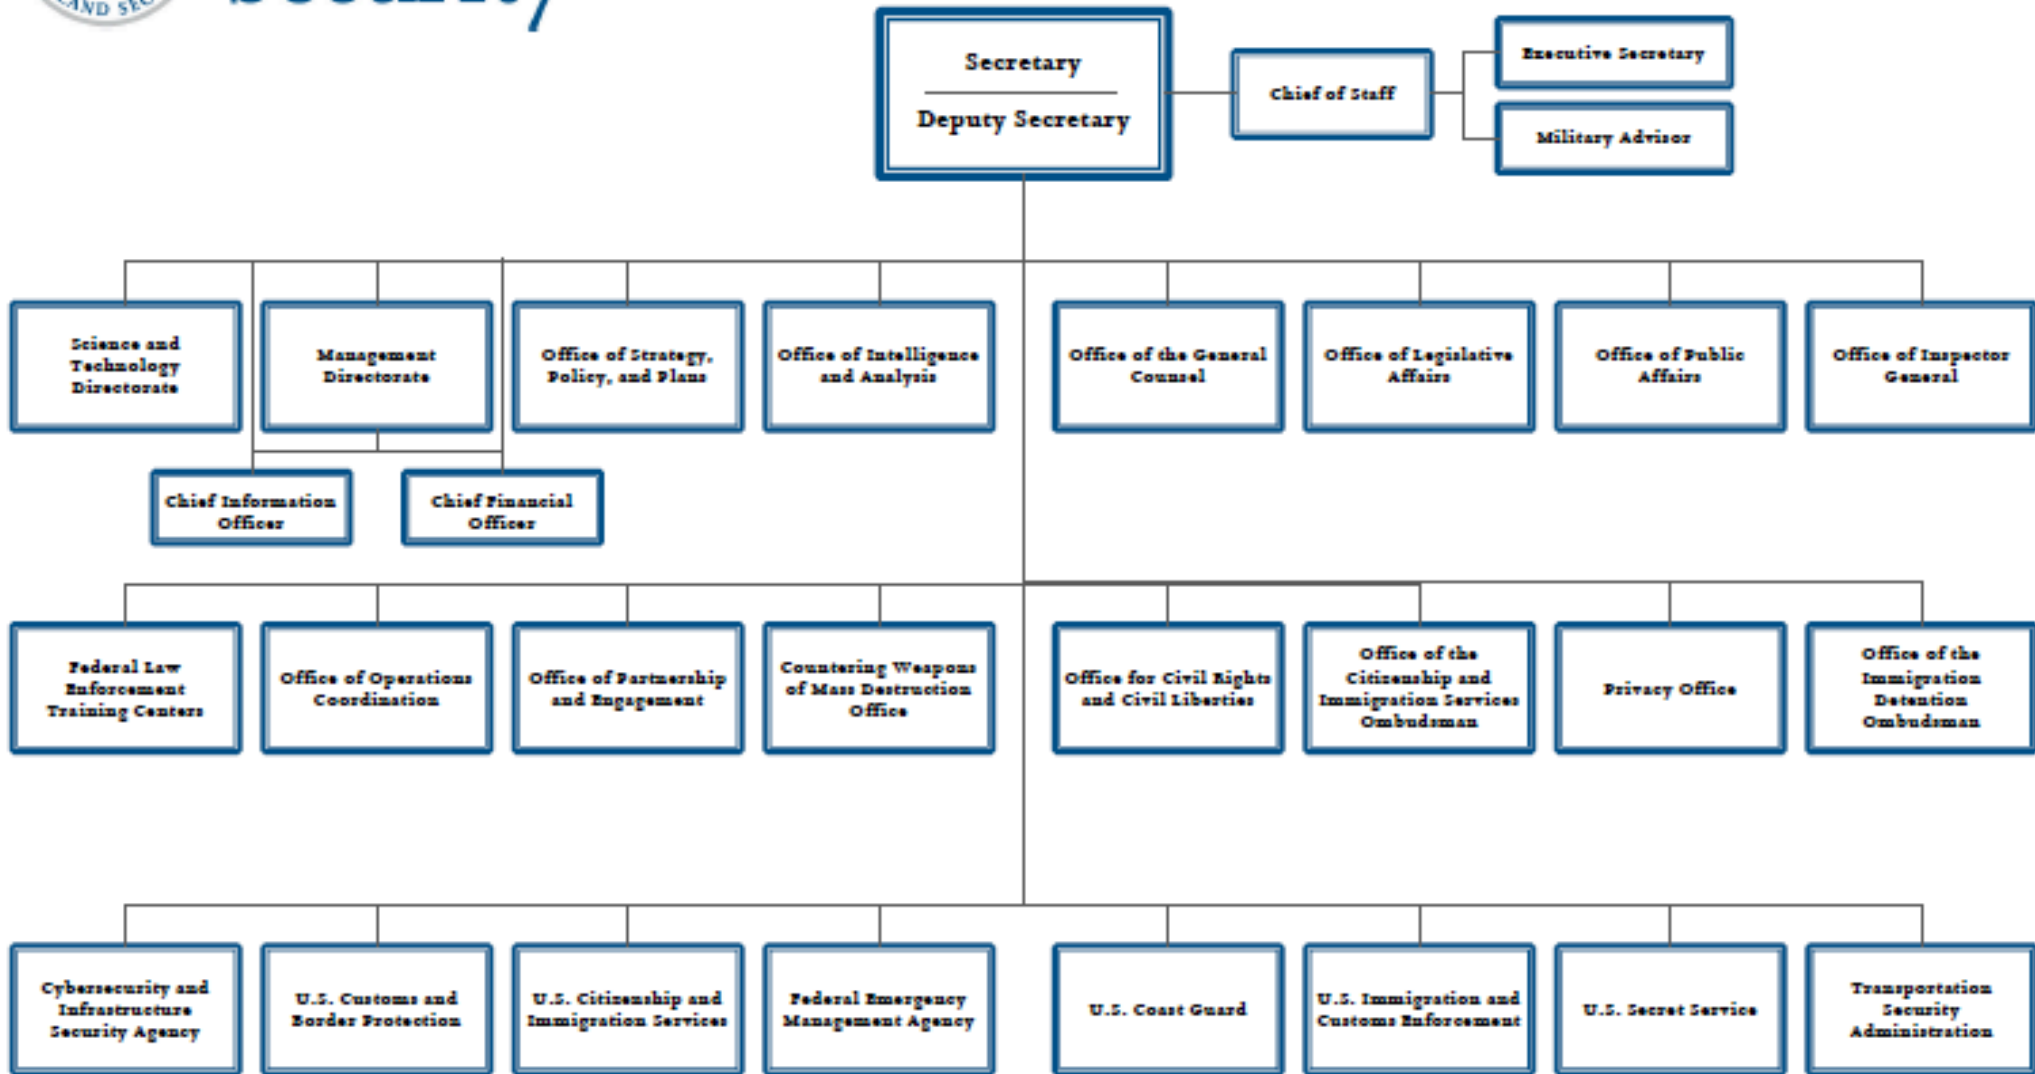 AND SEC
Security
Secretary
Deputy Secretary
Chief of Staff
Executive Secretary
Military Advisor
Science and
Technology
Directorate
Management
Directorate
Office of Strategy,
Policy, and Plans
Office of Intelligence
and Analysis
Office of the General
Counsel
Office of Legislative
Affairs
Office of Public
Affairs
Office of Inspector
General
Chief Information
Officer
Chief Financial
Officer
Federal Law
Enforcement
Training Centers
Office of Operations
Coordination
Office of Partnership
and Engagement
Countering Weapons
of Mass Destruction
Office
Office for Civil Rights
and Civil Liberties
Office of the
Citizenship and
Immigration Services
Ombudsman
Privacy Office
Office of the
Immigration
Detention
Ombudsman
Cybersecurity and
Infrastructure
Security Agency
U.S. Customs and
Border Protection
U.S. Citizenship and
Immigration Services
Federal Emergency
Management Agency
U.S. Coast Guard
U.S. Immigration and
Customs Enforcement
U.S. Secret Service
Transportation
Security
Administration